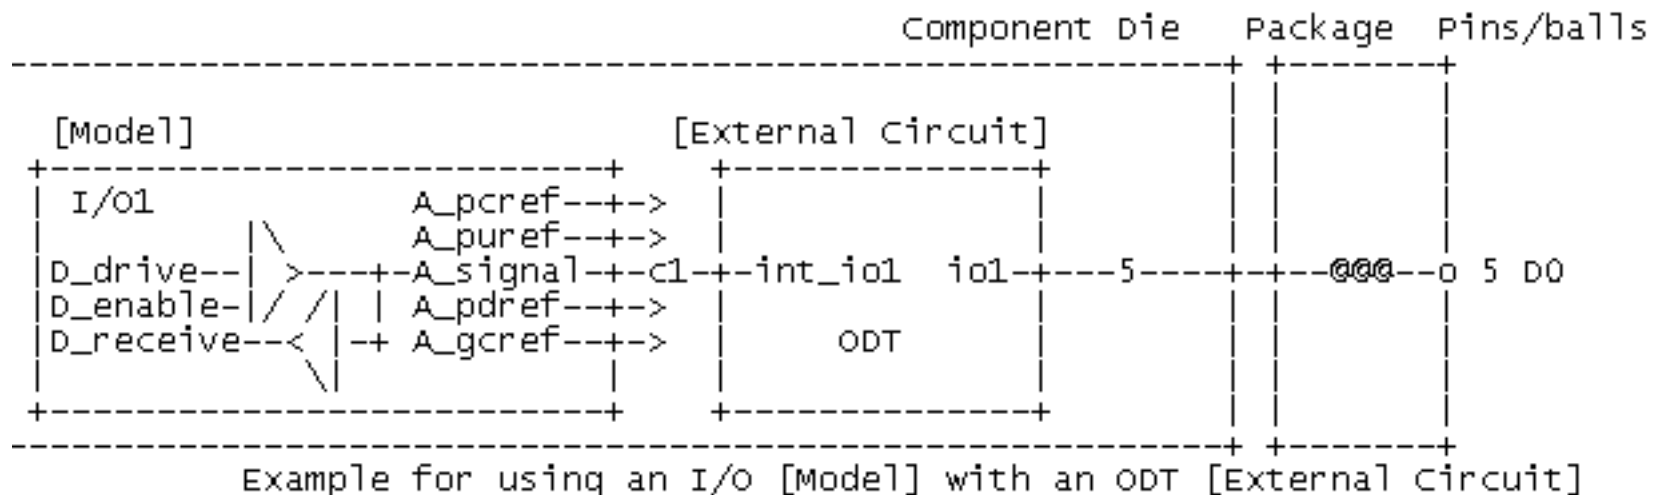 Component Die   Package  Pins/balls
----------------------------------------------------------------+ +-------+
[Model]                         [External Circuit]
+------------------------------+     +----------------+
| I/O1              A_pcref--+->   |
|          |\       A_puref--+->   |
|D_drive--| >---+-A_signal-+-c1-+-int_io1  io1-+---5----+-+--@@@--o 5 D0
|D_enable-|/ /| | A_pdref--+->   |
|D_receive--< |-+ A_gcref--+->   |     ODT        |
|            \|              |     |                |
+------------------------------+     +----------------+
----------------------------------------------------------------+ +-------+
Example for using an I/O [Model] with an ODT [External Circuit]